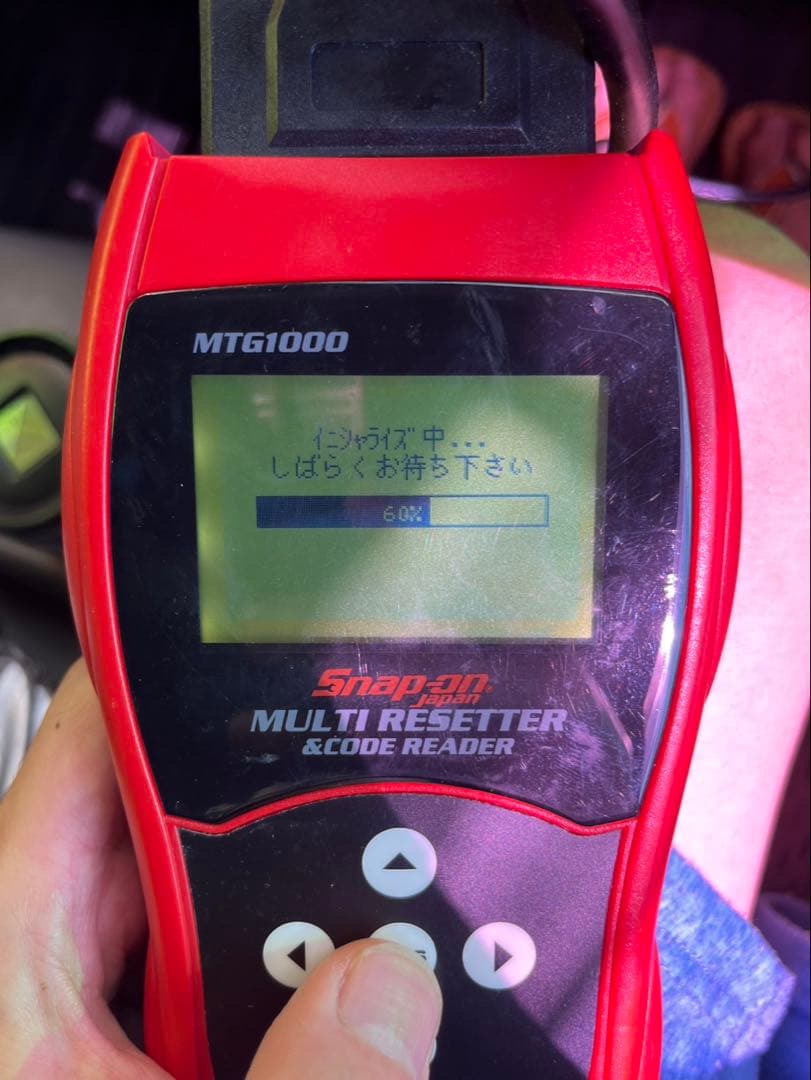 MTG1000
ｲﾆｼｬﾗｲｽﾞ中...
しばらくお待ち下さい
60%
Snap-on
japan
MULTI RESETTER
&CODE READER